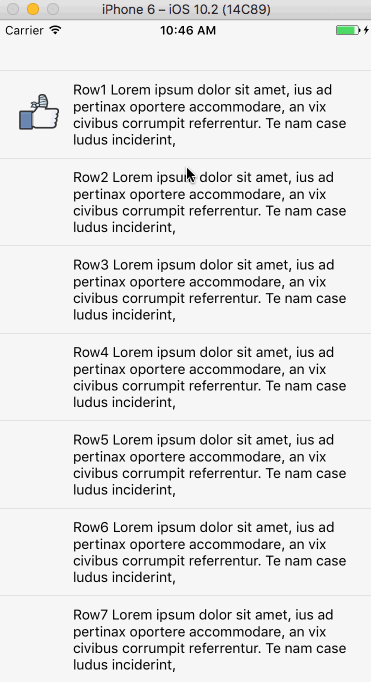 iPhone 6 – iOS 10.2 (14C89)
Carrier 10:46 AM
Row1 Lorem ipsum dolor sit amet, ius ad
pertinax oportere accommodare, an vix
civibus corrumpit referrentur. Te nam case
ludus inciderint,
Row2 Lorem ipsum dolor sit amet, ius ad
pertinax oportere accommodare, an vix
civibus corrumpit referrentur. Te nam case
ludus inciderint,
Row3 Lorem ipsum dolor sit amet, ius ad
pertinax oportere accommodare, an vix
civibus corrumpit referrentur. Te nam case
ludus inciderint,
Row4 Lorem ipsum dolor sit amet, ius ad
pertinax oportere accommodare, an vix
civibus corrumpit referrentur. Te nam case
ludus inciderint,
Row5 Lorem ipsum dolor sit amet, ius ad
pertinax oportere accommodare, an vix
civibus corrumpit referrentur. Te nam case
ludus inciderint,
Row6 Lorem ipsum dolor sit amet, ius ad
pertinax oportere accommodare, an vix
civibus corrumpit referrentur. Te nam case
ludus inciderint,
Row7 Lorem ipsum dolor sit amet, ius ad
pertinax oportere accommodare, an vix
civibus corrumpit referrentur. Te nam case
ludus inciderint,